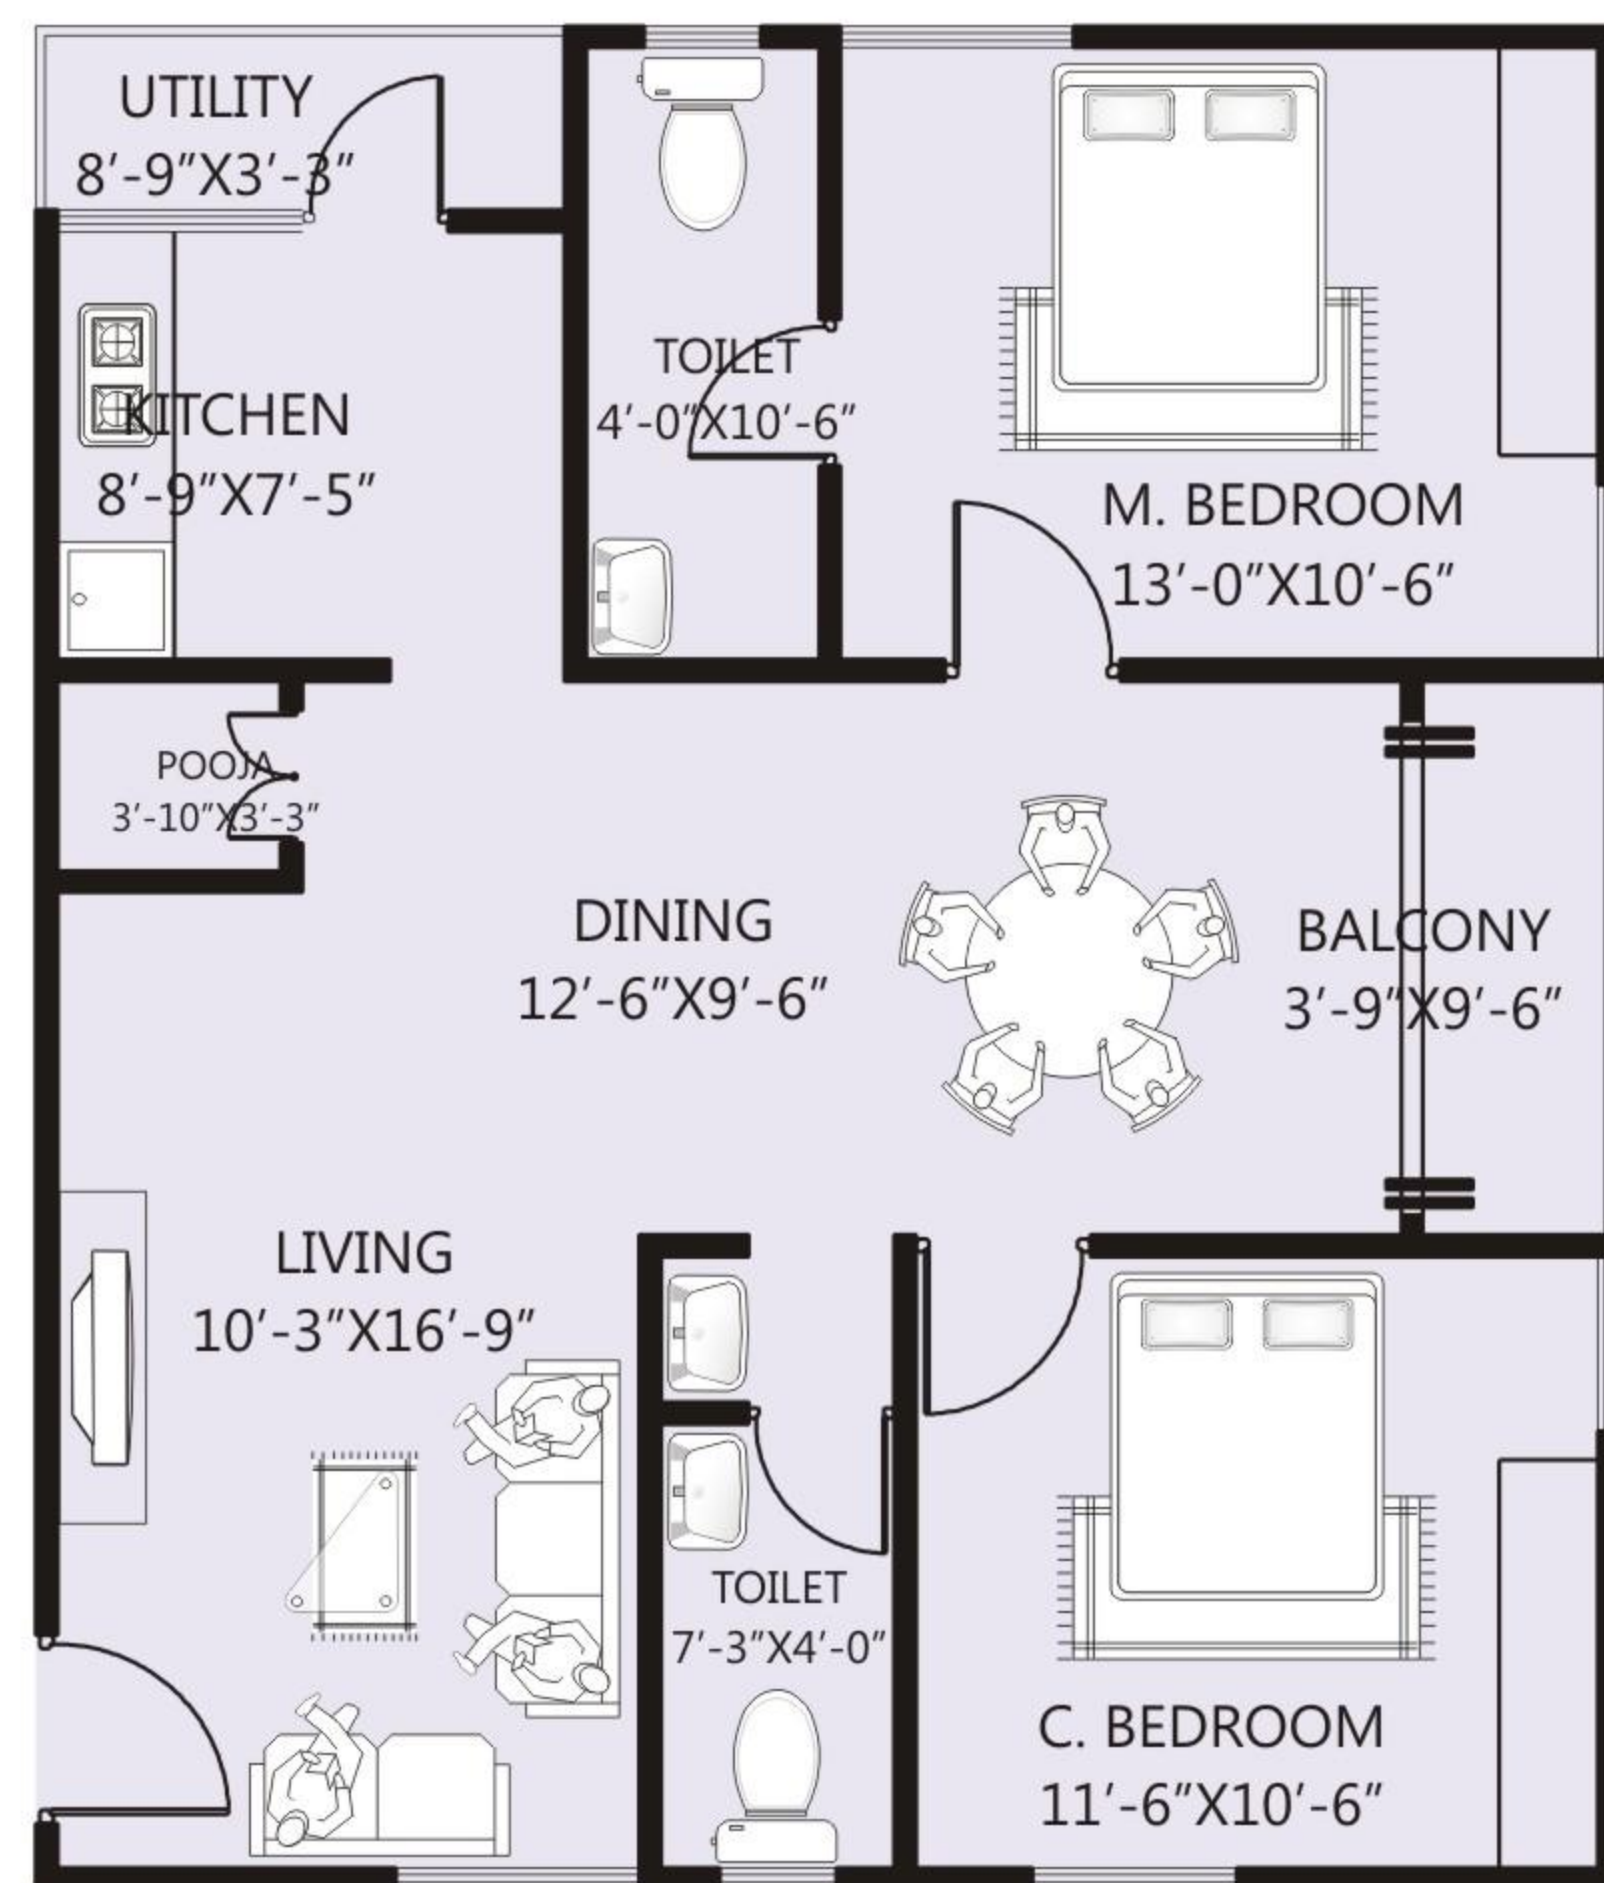 UTILITY
8'-9"X3'-3"
TOILET
4'-0"X10'-6"
KITCHEN
8'-9"X7'-5"
M. BEDROOM
13'-0"X10'-6"
POOJA
3'-10"X3'-3"
DINING
12'-6"X9'-6"
BALCONY
3'-9"X9'-6"
LIVING
10'-3"X16'-9"
TOILET
7'-3"X4'-0"
C. BEDROOM
11'-6"X10'-6"